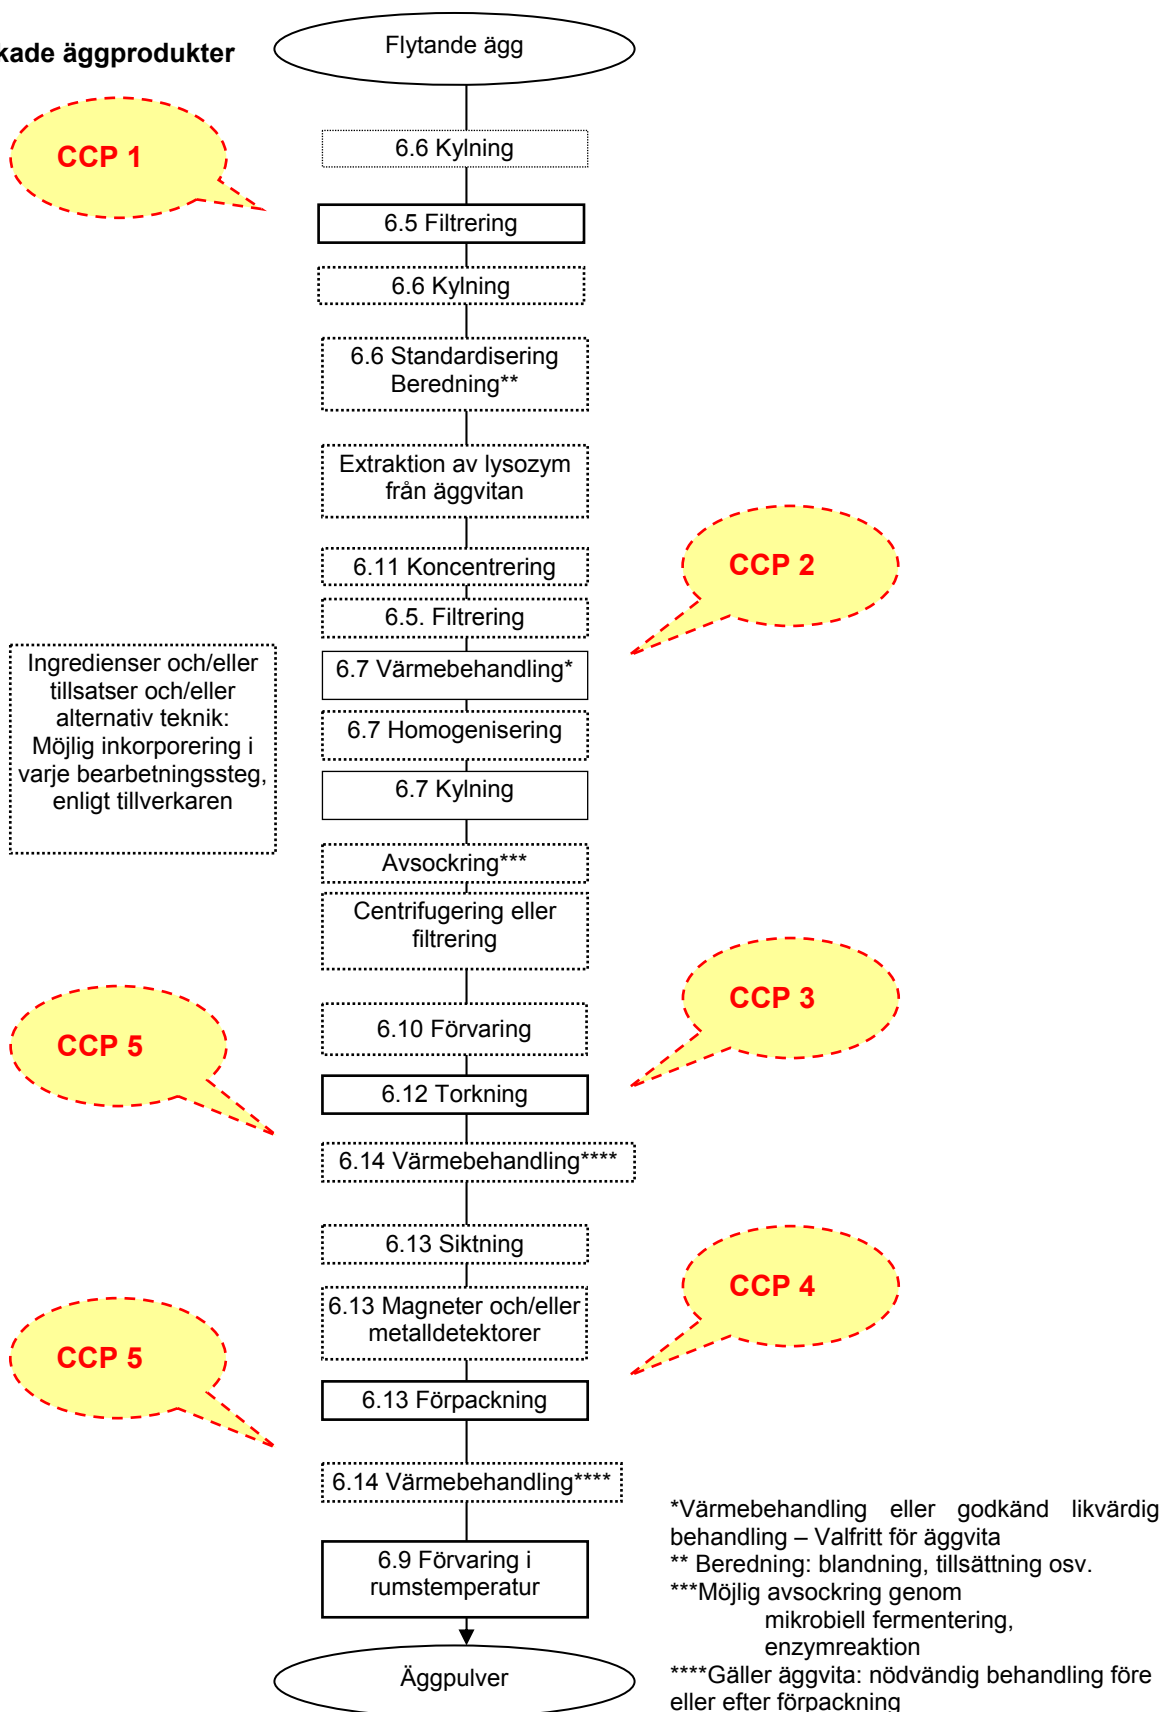 kade äggprodukter
Flytande ägg
CCP 1
6.6 Kylning
6.5 Filtrering
6.6 Kylning
6.6 Standardisering
Beredning**
Extraktion av lysozym
från äggvitan
CCP 2
6.11 Koncentrering
6.5. Filtrering
Ingredienser och/eller
tillsatser och/eller
alternativ teknik:
Möjlig inkorporering i
varje bearbetningssteg,
enligt tillverkaren
6.7 Värmebehandling*
6.7 Homogenisering
6.7 Kylning
Avsockring***
Centrifugering eller
filtrering
CCP 3
6.10 Förvaring
CCP 5
6.12 Torkning
6.14 Värmebehandling****
6.13 Siktning
CCP 4
6.13 Magneter och/eller
metalldetektorer
CCP 5
6.13 Förpackning
6.14 Värmebehandling****
6.9 Förvaring i
rumstemperatur
Äggpulver
*Värmebehandling eller godkänd likvärdig
behandling – Valfritt för äggvita
** Beredning: blandning, tillsättning osv.
***Möjlig avsockring genom
mikrobiell fermentering,
enzymreaktion
****Gäller äggvita: nödvändig behandling före
eller efter förpackning